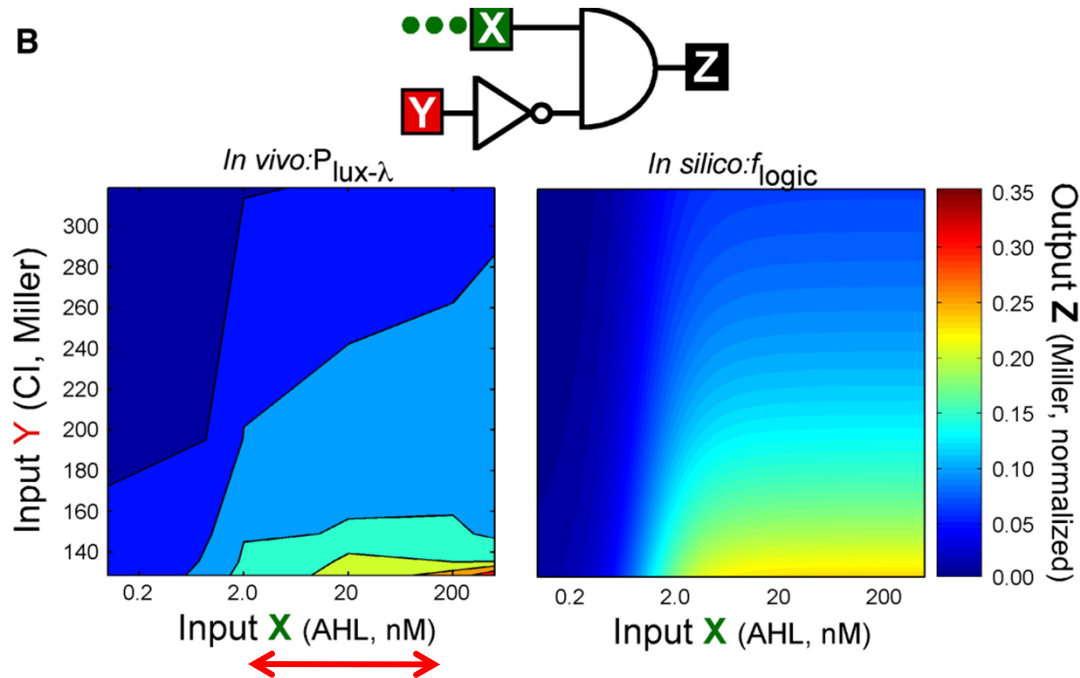 B
X
Y
Z
In vivo:Plux-λ
In silico:flogic
Input Y (CI, Miller)
300
280
260
240
220
200
180
160
140
0.2 2.0 20 200
Input X (AHL, nM)
0.2 2.0 20 200
Input X (AHL, nM)
0.35
0.30
0.25
0.20
0.15
0.10
0.05
0.00
Output Z (Miller, normalized)